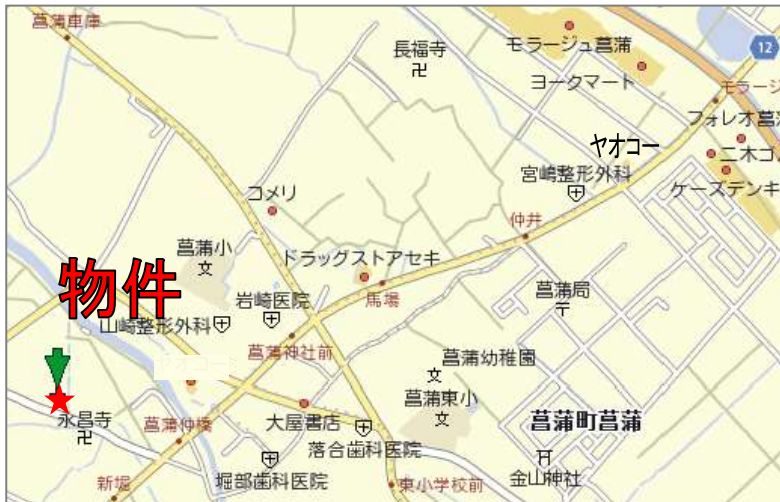 菖蒲車庫
長福寺
モラージュ菖蒲
ヨークマート
12
モラージ
フォレオ菖蒲
ヤオコー
二木ゴ
宮嶋整形外科
ケーズデンキ
コメリ
仲井
菖蒲小
ドラッグストアセキ
物件
馬場
菖蒲局
岩崎医院
山崎整形外科
菖蒲神社前
菖蒲幼稚園
菖蒲東小
永昌寺
菖蒲仲橋
大屋書店
菖蒲町菖蒲
落合歯科医院
堀部歯科医院
新堀
東小学校前
金山神社